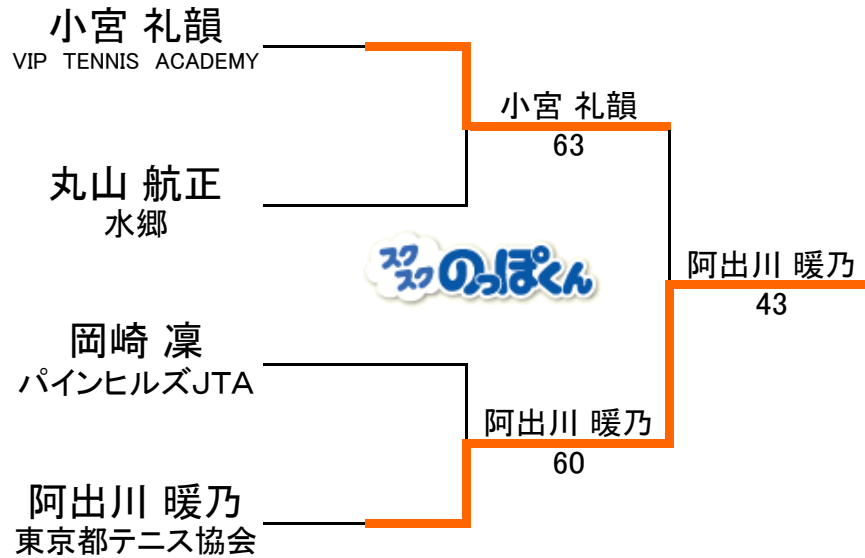 小宮 礼韻
VIP TENNIS ACADEMY
小宮 礼韻
63
丸山 航正
水郷
スク
スク のっぽくん
阿出川 暖乃
43
岡崎 凜
パインヒルズJTA
阿出川 暖乃
60
阿出川 暖乃
東京都テニス協会